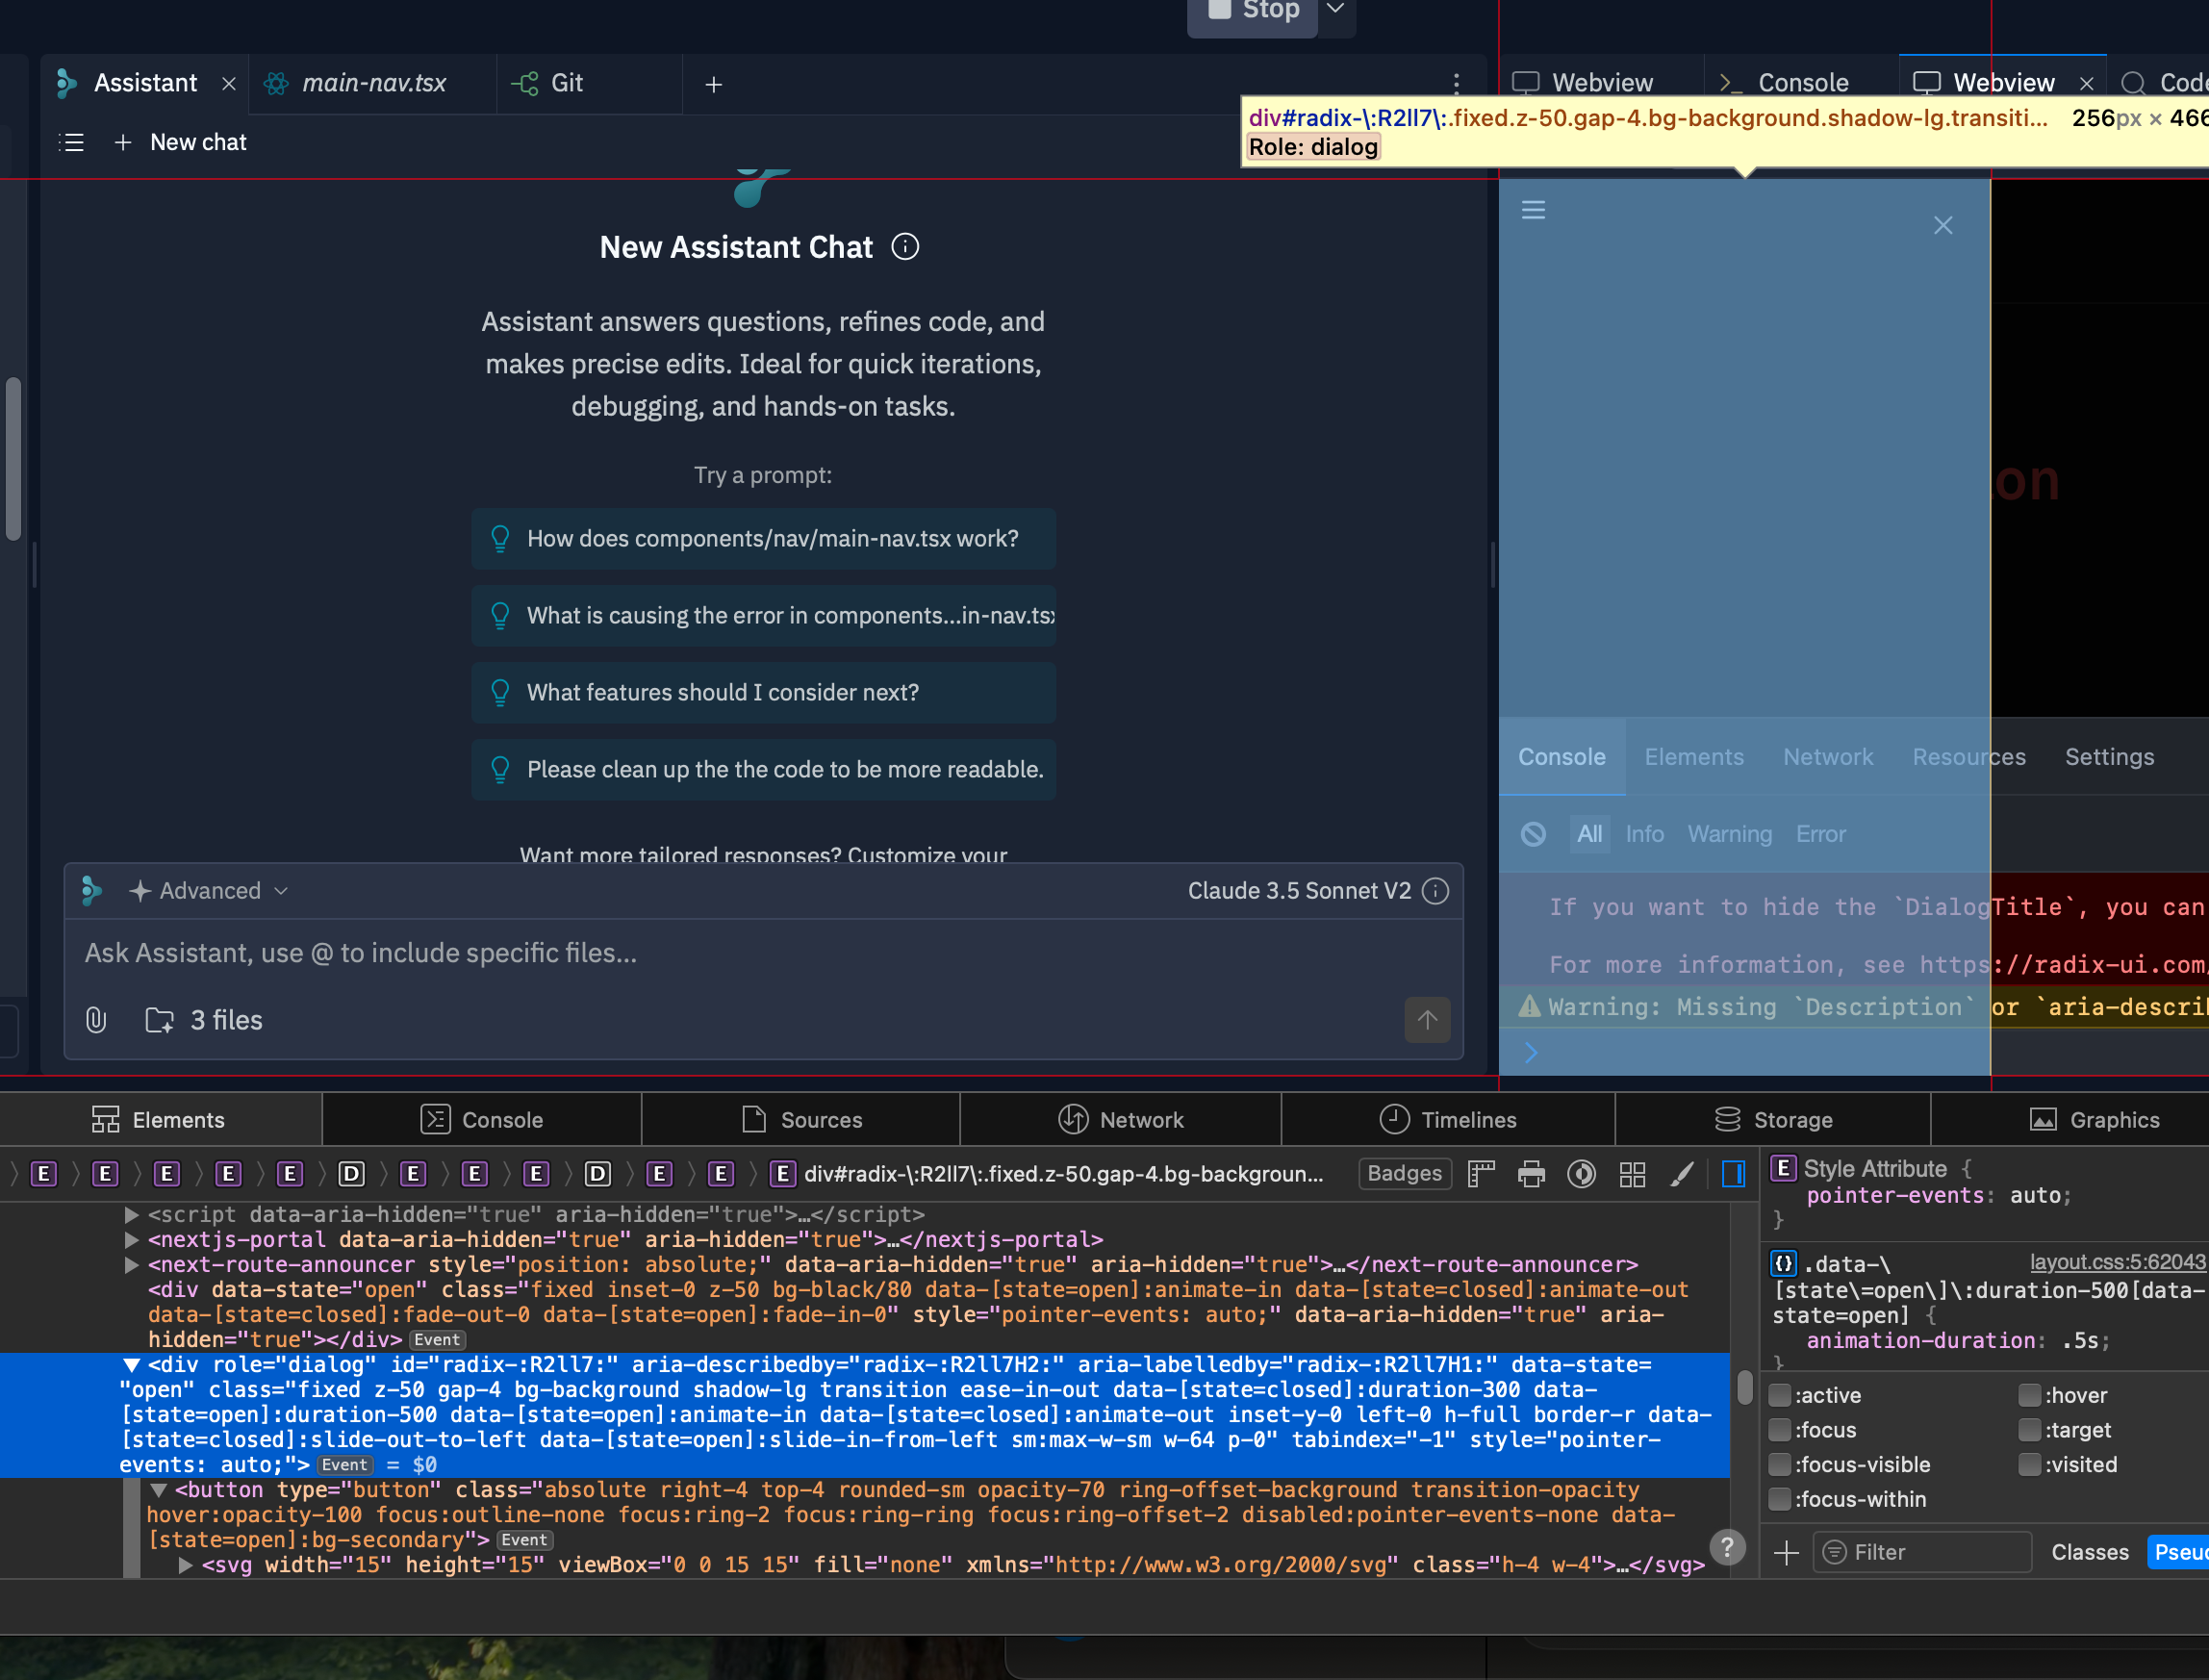 Stop
Assistant
main-nav.tsx
Git
Webview
Console
Webview
Code
New chat
div#radix-\:R2ll7\:.fixed.z-50.gap-4.bg-background.shadow-lg.transiti... 256px × 466
Role: dialog
New Assistant Chat
Assistant answers questions, refines code, and
makes precise edits. Ideal for quick iterations,
debugging, and hands-on tasks.
Try a prompt:
How does components/nav/main-nav.tsx work?
What is causing the error in components...in-nav.tsx
What features should I consider next?
Please clean up the the code to be more readable.
Want more tailored responses? Customize your
Advanced
Claude 3.5 Sonnet V2
Ask Assistant, use @ to include specific files...
3 files
on
Console Elements Network Resources Settings
All Info Warning Error
If you want to hide the `DialogTitle`, you can
For more information, see https://radix-ui.com/
Warning: Missing `Description` or `aria-describ
Elements
Console
Sources
Network
Timelines
Storage
Graphics
E E E E E D E E E D E E E div#radix-\:R2ll7\:.fixed.z-50.gap-4.bg-backgroun... Badges
<script data-aria-hidden="true" aria-hidden="true">…</script>
<nextjs-portal data-aria-hidden="true" aria-hidden="true">…</nextjs-portal>
<next-route-announcer style="position: absolute;" data-aria-hidden="true" aria-hidden="true">…</next-route-announcer>
<div data-state="open" class="fixed inset-0 z-50 bg-black/80 data-[state=open]:animate-in data-[state=closed]:animate-out
data-[state=closed]:fade-out-0 data-[state=open]:fade-in-0" style="pointer-events: auto;" data-aria-hidden="true" aria-
hidden="true"></div> Event
<div role="dialog" id="radix-:R2ll7:" aria-describedby="radix-:R2ll7H2:" aria-labelledby="radix-:R2ll7H1:" data-state=
"open" class="fixed z-50 gap-4 bg-background shadow-lg transition ease-in-out data-[state=closed]:duration-300 data-
[state=open]:duration-500 data-[state=open]:animate-in data-[state=closed]:animate-out inset-y-0 left-0 h-full border-r data-
[state=closed]:slide-out-to-left data-[state=open]:slide-in-from-left sm:max-w-sm w-64 p-0" tabindex="-1" style="pointer-
events: auto;"> Event = $0
<button type="button" class="absolute right-4 top-4 rounded-sm opacity-70 ring-offset-background transition-opacity
hover:opacity-100 focus:outline-none focus:ring-2 focus:ring-ring focus:ring-offset-2 disabled:pointer-events-none data-
[state=open]:bg-secondary"> Event
<svg width="15" height="15" viewBox="0 0 15 15" fill="none" xmlns="http://www.w3.org/2000/svg" class="h-4 w-4">…</svg>
?
E Style Attribute {
pointer-events: auto;
}
{} .data-\ layout.css:5:62043
[state\=open\]\:duration-500[data-
state=open] {
animation-duration: .5s;
}
:active :hover
:focus :target
:focus-visible :visited
:focus-within
Filter
Classes
Pseud